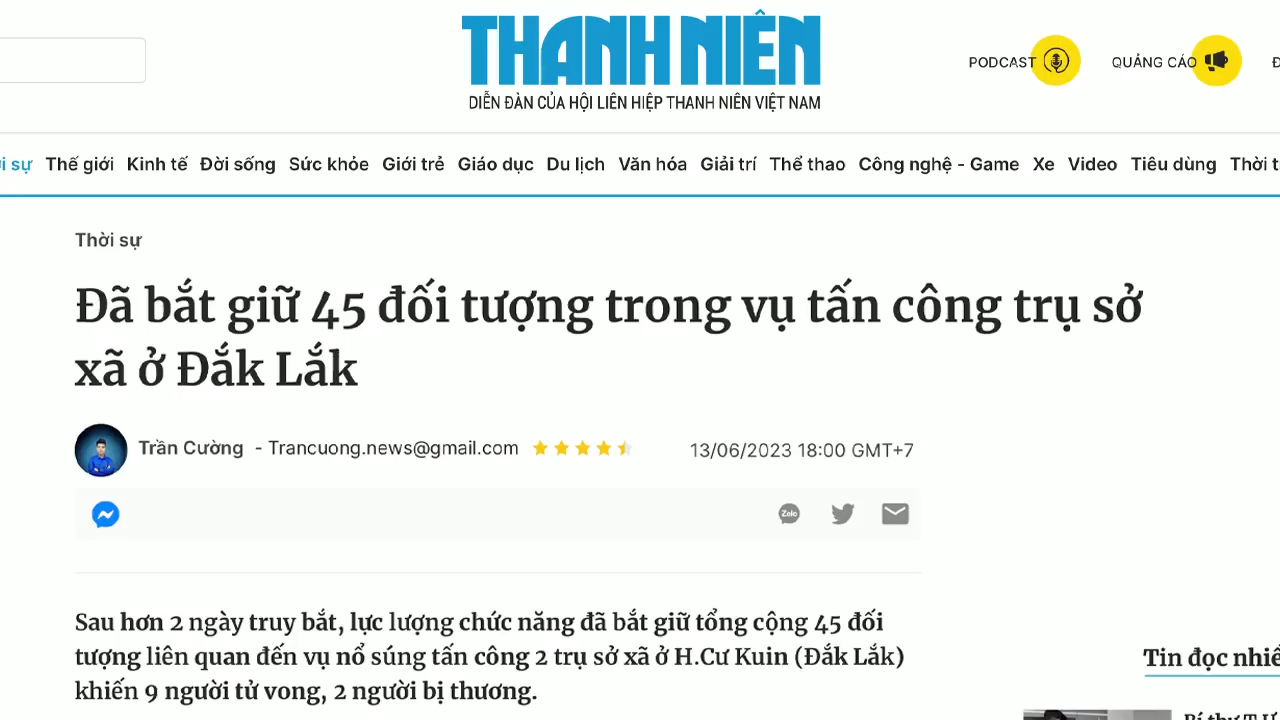 THANH NIÊN
DIỄN ĐÀN CỦA HỘI LIÊN HIỆP THANH NIÊN VIỆT NAM
PODCAST
QUẢNG CÁO
Thế giới Kinh tế Đời sống Sức khỏe Giới trẻ Giáo dục Du lịch Văn hóa Giải trí Thể thao Công nghệ - Game Xe Video Tiêu dùng
Thời sự
Đã bắt giữ 45 đối tượng trong vụ tấn công trụ sở
xã ở Đắk Lắk
Trần Cường - Trancuong.news@gmail.com
13/06/2023 18:00 GMT+7
Zalo
Sau hơn 2 ngày truy bắt, lực lượng chức năng đã bắt giữ tổng cộng 45 đối
tượng liên quan đến vụ nổ súng tấn công 2 trụ sở xã ở H.Cư Kuin (Đắk Lắk)
khiến 9 người tử vong, 2 người bị thương.
Tin đọc